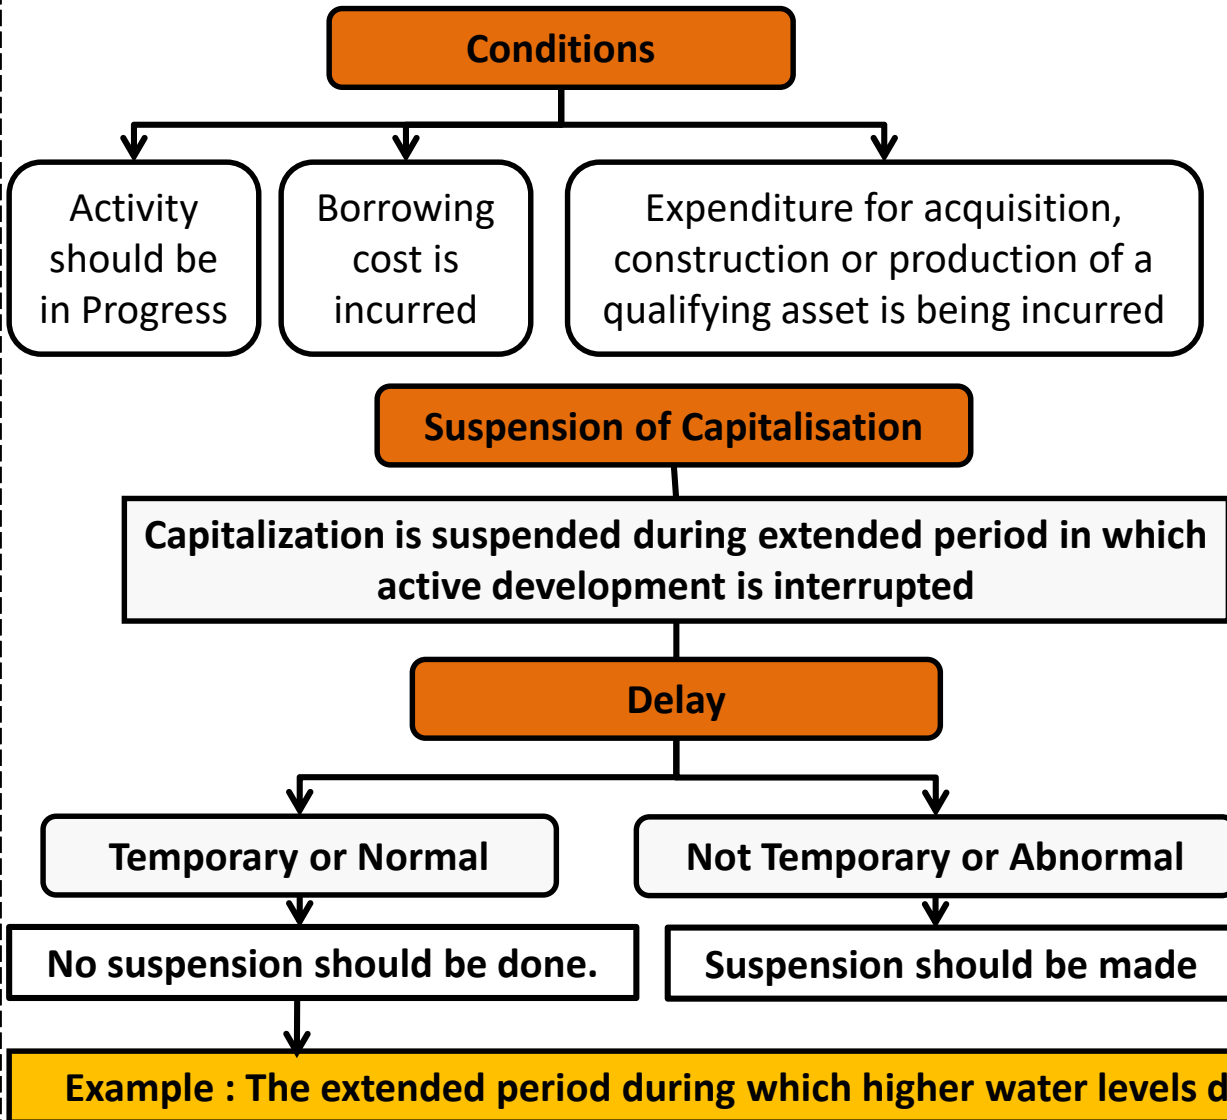 Conditions
Activity
should be
in Progress
Borrowing
cost is
incurred
Expenditure for acquisition,
construction or production of a
qualifying asset is being incurred
Suspension of Capitalisation
Capitalization is suspended during extended period in which
active development is interrupted
Delay
Temporary or Normal
Not Temporary or Abnormal
No suspension should be done.
Suspension should be made
Example : The extended period during which higher water levels d